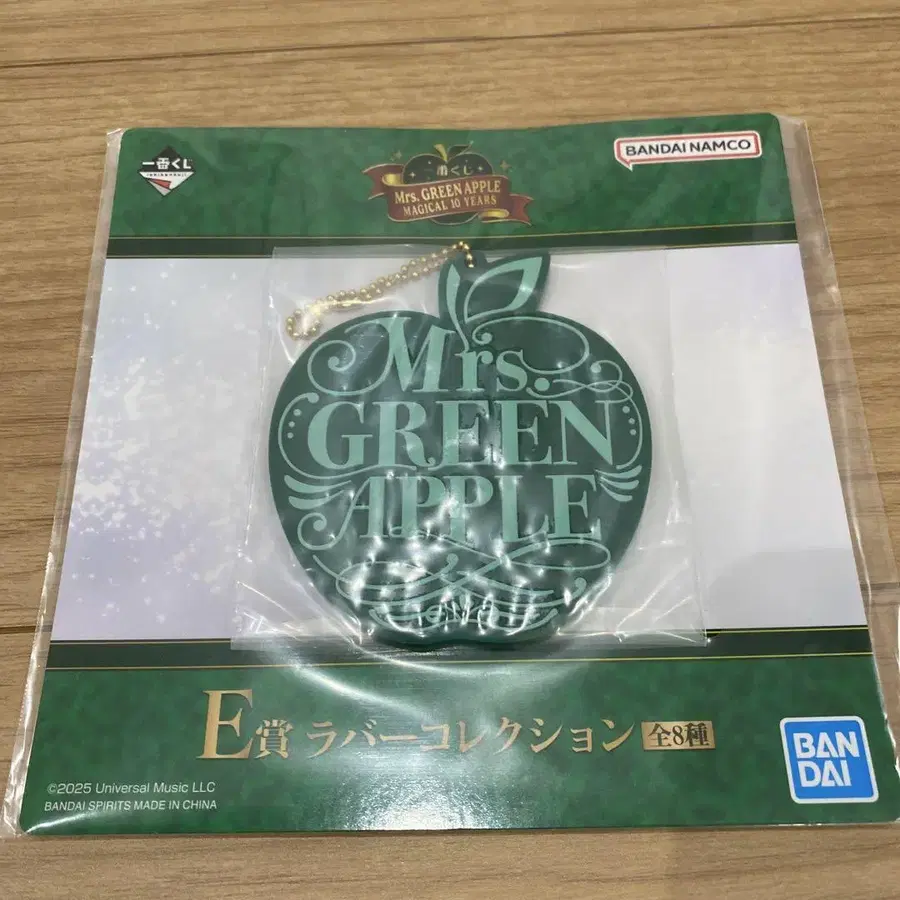 一番くじ
一番くじ
Mrs. GREEN APPLE
MAGICAL 10 YEARS
BANDAI NAMCO
Mrs.
GREEN
APPLE
E賞 ラバーコレクション 全8種
BAN
DAI
©2025 Universal Music LLC
BANDAI SPIRITS MADE IN CHINA